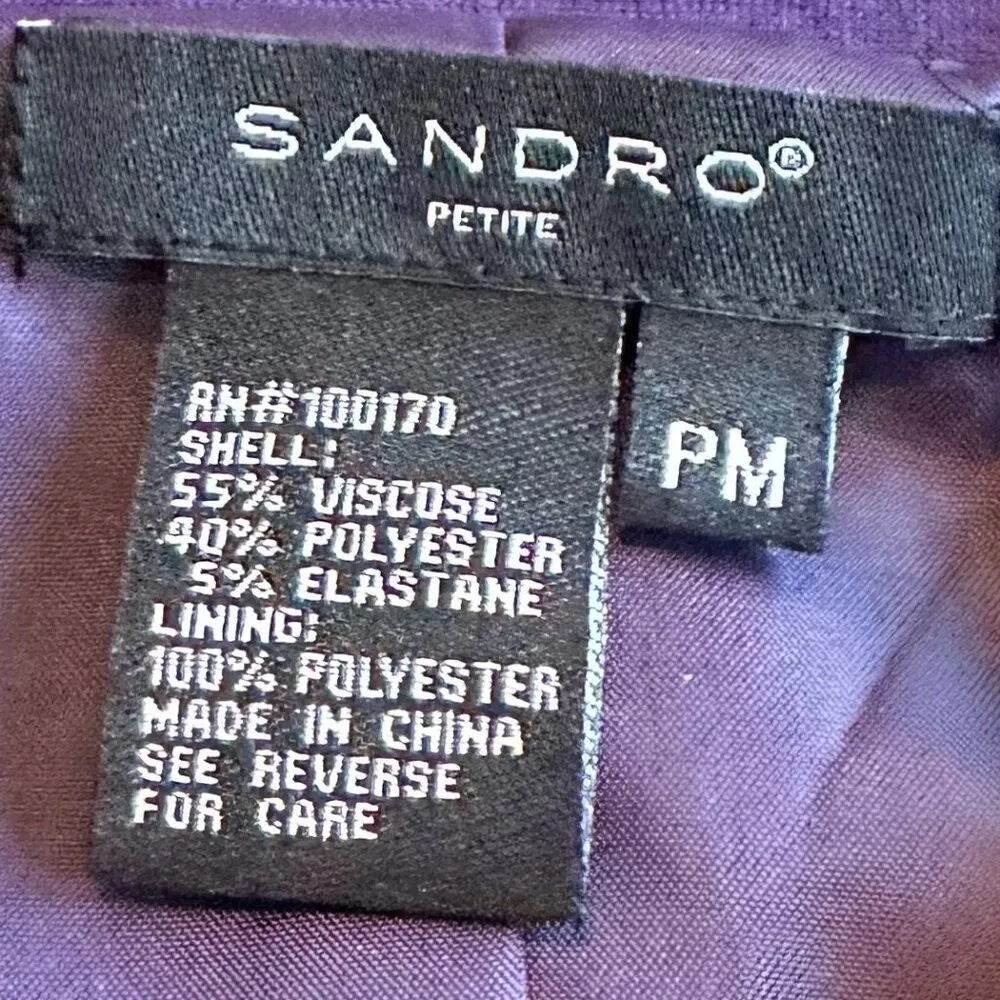 SANDRO®
PETITE
RN#100170
SHELL:
55% VISCOSE
40% POLYESTER
5% ELASTANE
LINING:
100% POLYESTER
MADE IN CHINA
SEE REVERSE
FOR CARE
PM